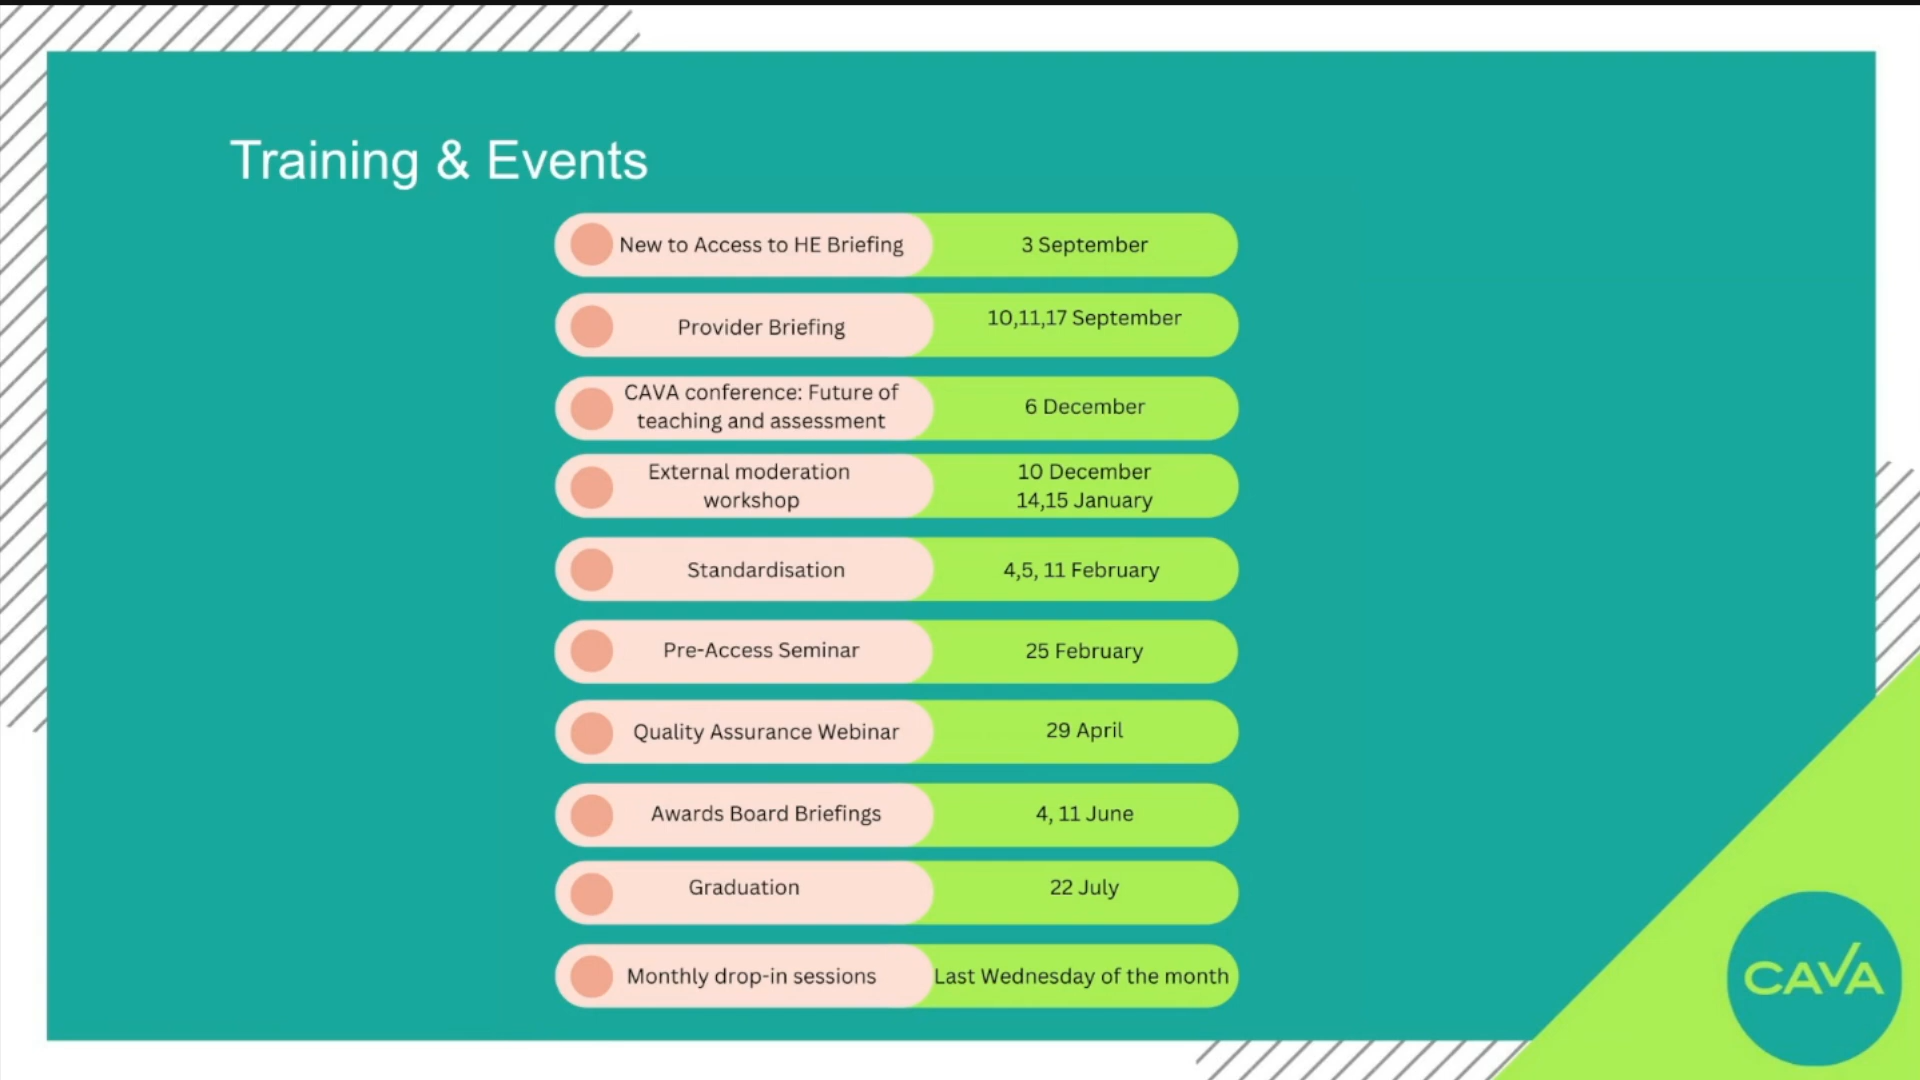 Training & Events
New to Access to HE Briefing
3 September
Provider Briefing
10,11,17 September
CAVA conference: Future of
teaching and assessment
6 December
External moderation
workshop
10 December
14,15 January
Standardisation
4,5, 11 February
Pre-Access Seminar
25 February
Quality Assurance Webinar
29 April
Awards Board Briefings
4, 11 June
Graduation
22 July
Monthly drop-in sessions
Last Wednesday of the month
CAVA